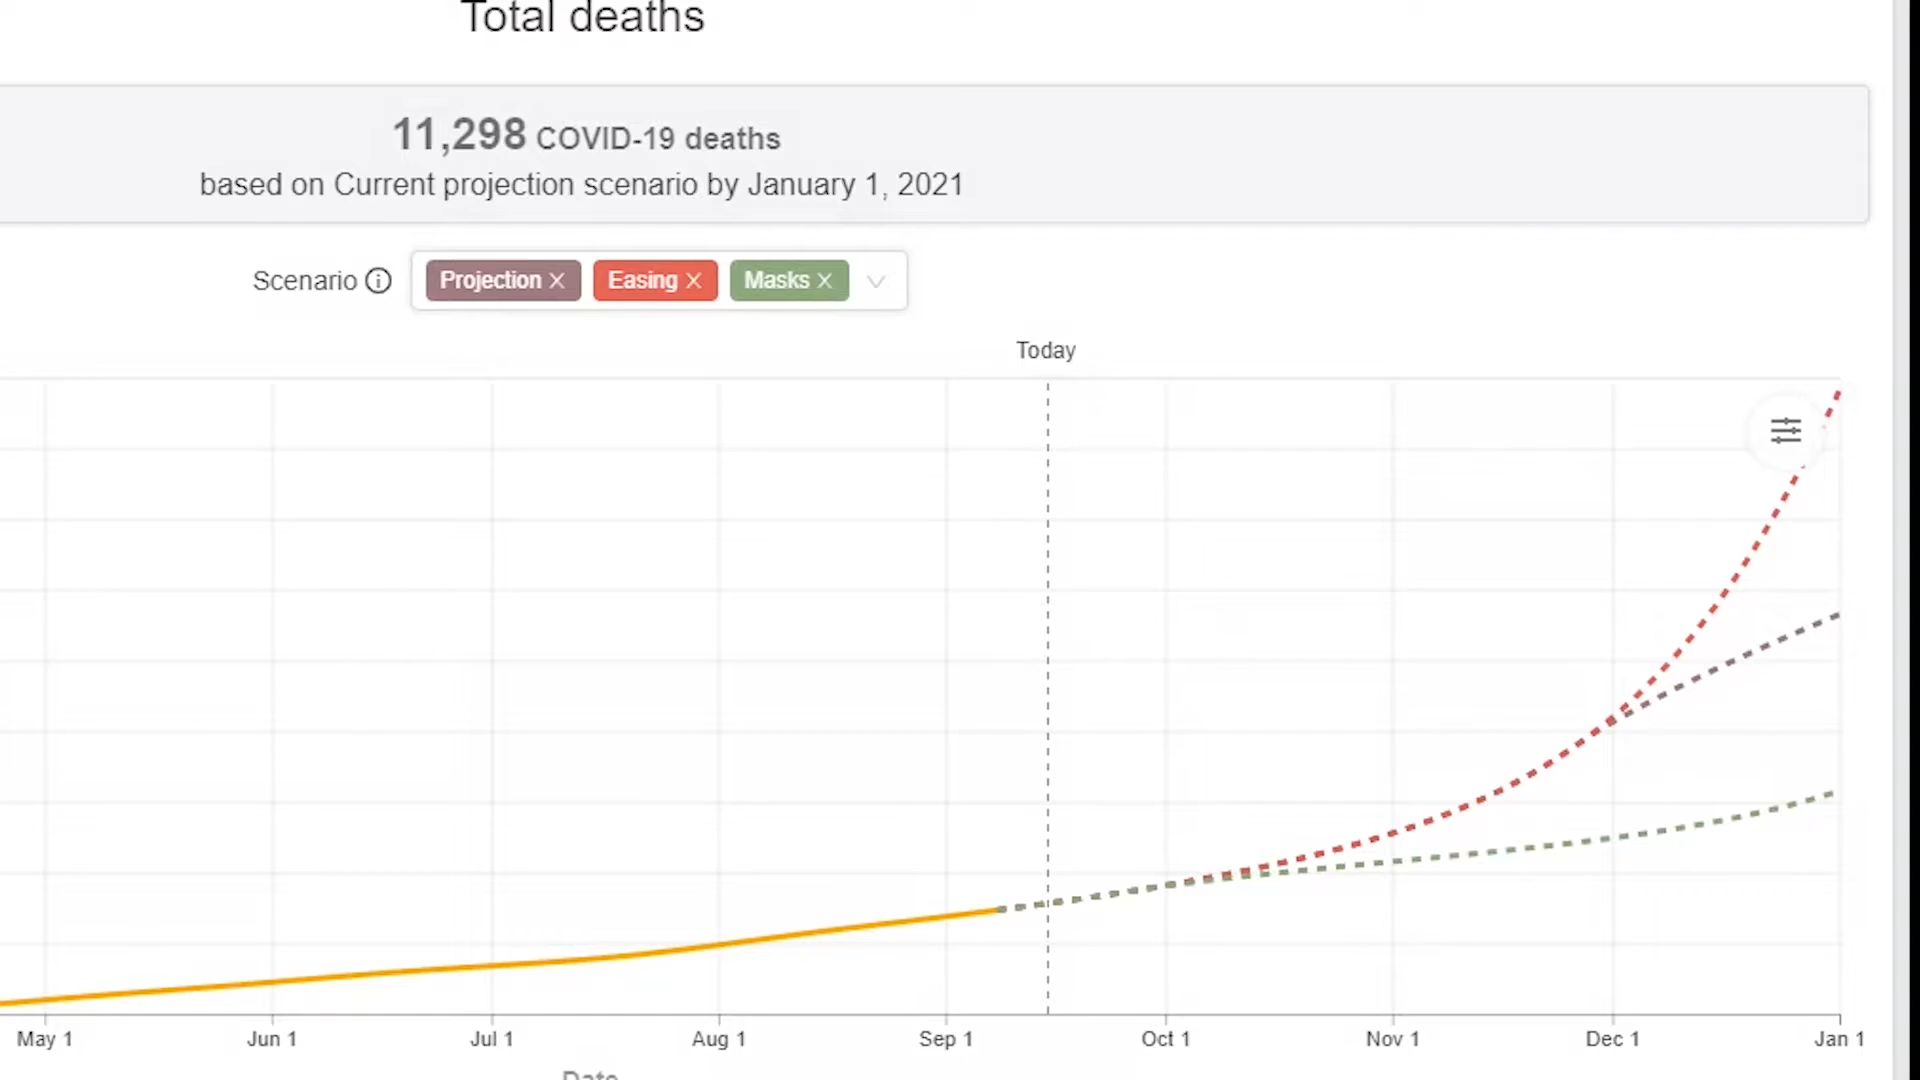 Total deaths
11,298 COVID-19 deaths
based on Current projection scenario by January 1, 2021
Scenario
Projection
Easing
Masks
Today
May 1
Jun 1
Jul 1
Aug 1
Sep 1
Oct 1
Nov 1
Dec 1
Jan 1
Date